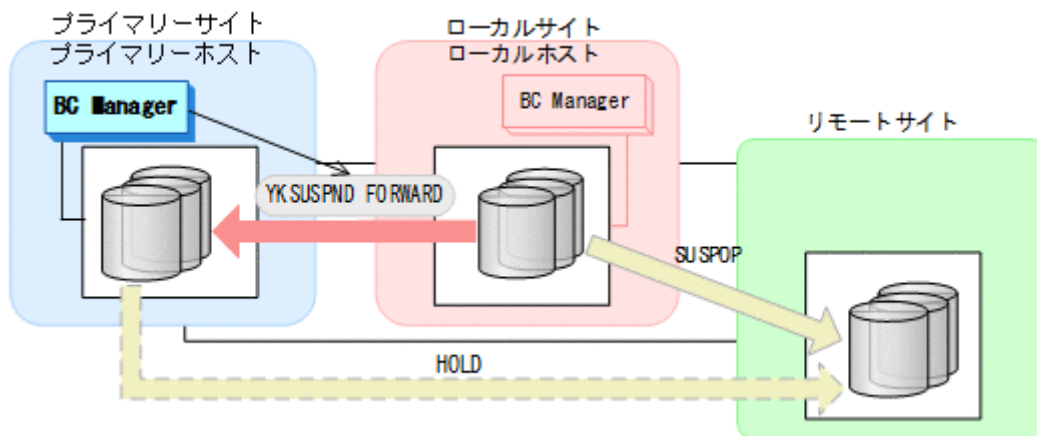 プライマリーサイト
プライマリーホスト
BC Manager
ローカルサイト
ローカルホスト
BC Manager
リモートサイト
YKSUSPND FORWARD
SUSPOP
HOLD